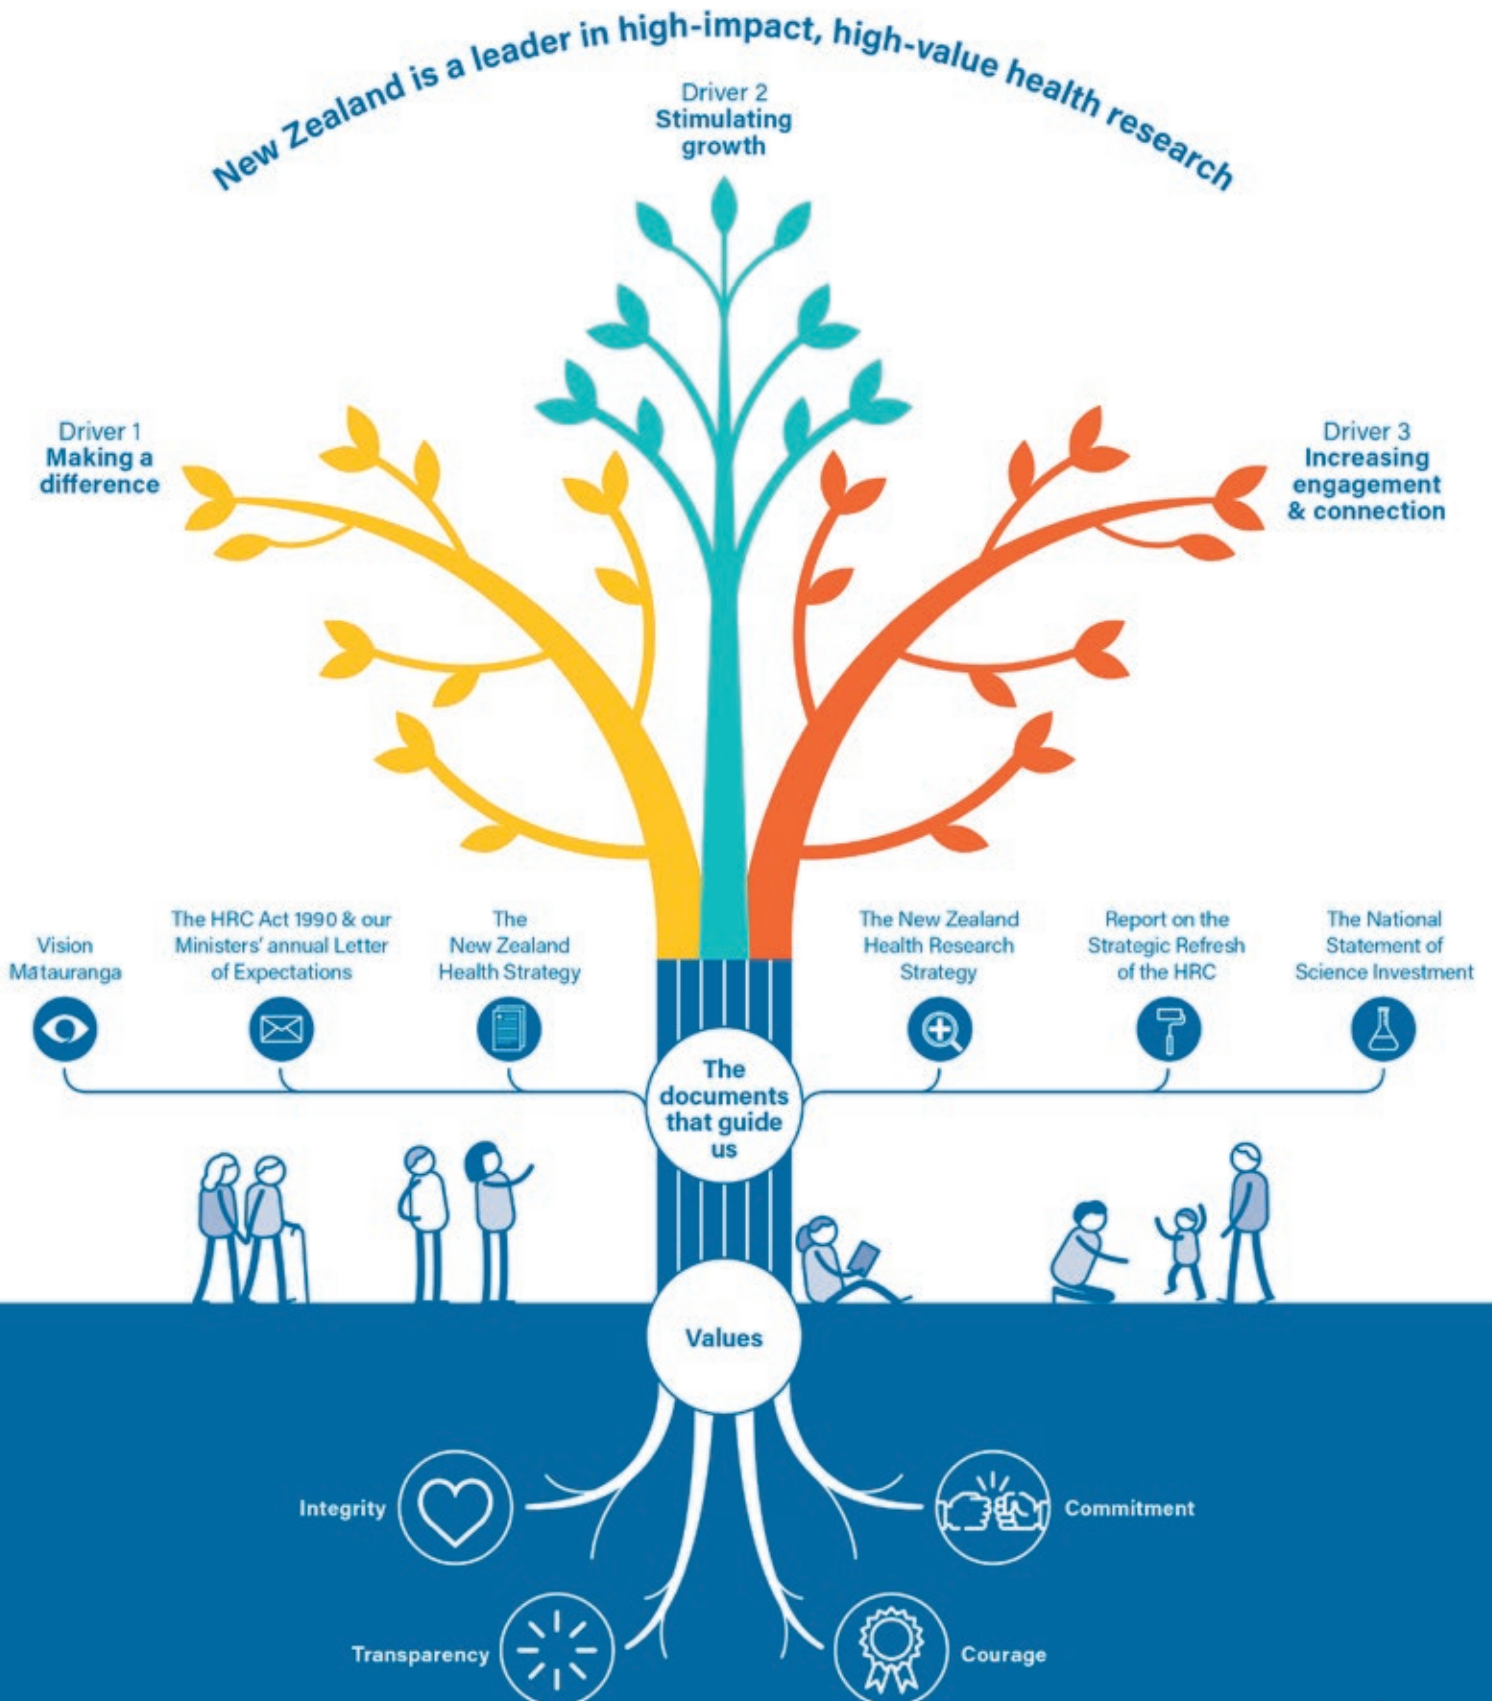 New Zealand is a leader in high-impact, high-value health research
Driver 2
Stimulating
growth
Driver 1
Making a
difference
Driver 3
Increasing
engagement
& connection
Vision
Mātauranga
The HRC Act 1990 & our
Ministers' annual Letter
of Expectations
The
New Zealand
Health Strategy
The New Zealand
Health Research
Strategy
Report on the
Strategic Refresh
of the HRC
The National
Statement of
Science Investment
The
documents
that guide
us
Values
Integrity
Commitment
Transparency
Courage